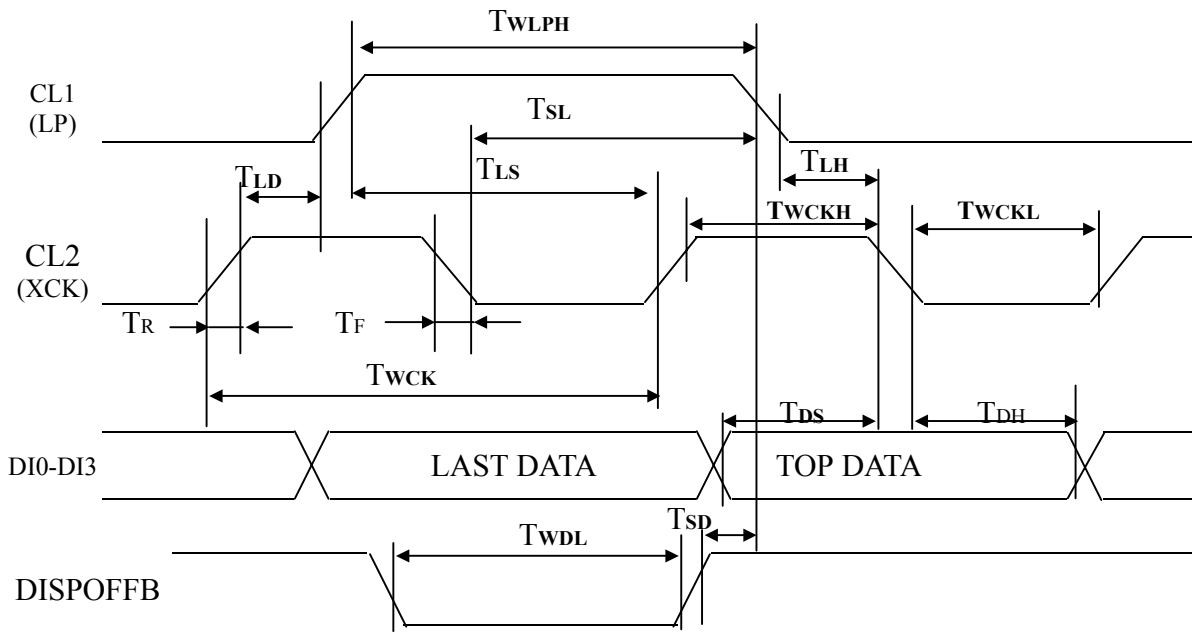 TWLPH
CL1
(LP)
TSL
TLD
TLS
TLH
TWCKH
TWCKL
CL2
(XCK)
TR
TF
TWCK
TDS
TDH
DI0-DI3
LAST DATA
TOP DATA
TSD
TWDL
DISPOFFB